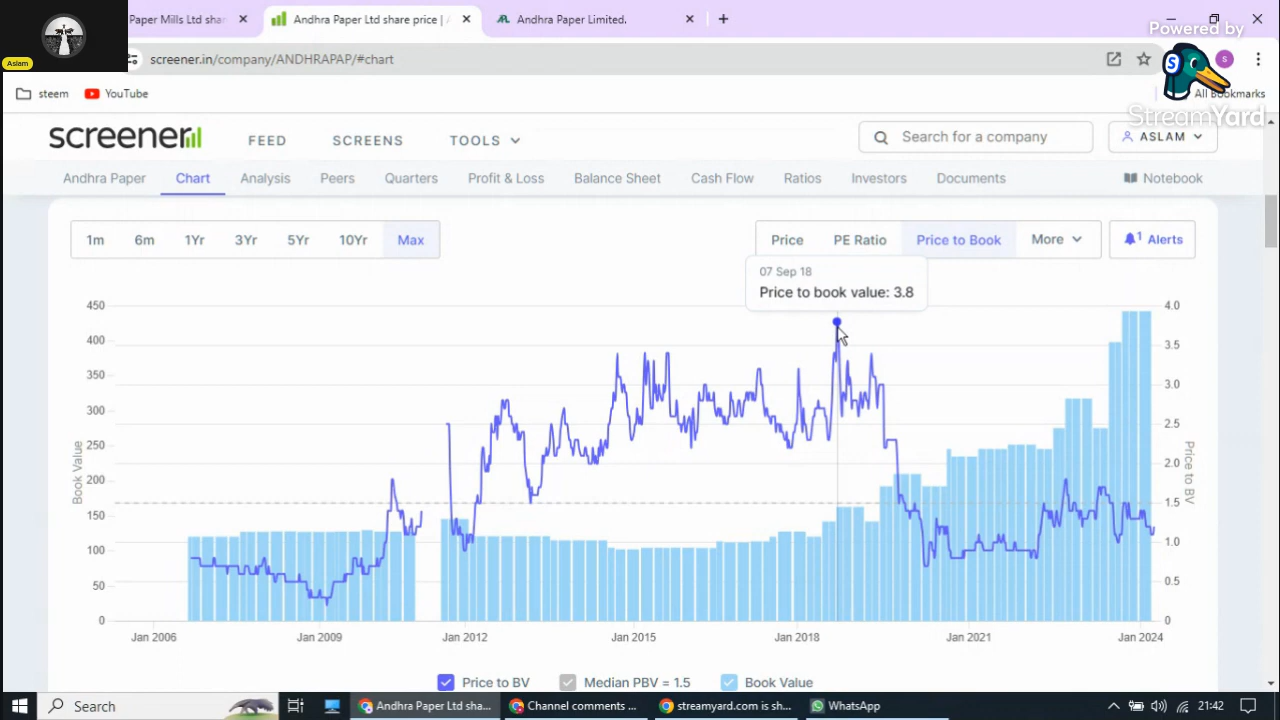 Aslam
Paper Mills Ltd shar
Andhra Paper Ltd share price |
Andhra Paper Limited.
Powered by
StreamYard
screener.in/company/ANDHRAPAP/#chart
S
S
steem
YouTube
All Bookmarks
screener
FEED
SCREENS
TOOLS
Search for a company
ASLAM
Andhra Paper
Chart
Analysis
Peers
Quarters
Profit & Loss
Balance Sheet
Cash Flow
Ratios
Investors
Documents
Notebook
1m
6m
1Yr
3Yr
5Yr
10Yr
Max
Price
PE Ratio
Price to Book
More
1 Alerts
07 Sep 18
Price to book value: 3.8
450
400
350
300
250
200
150
100
50
0
Book Value
4.0
3.5
3.0
2.5
2.0
1.5
1.0
0.5
0
Price to BV
Jan 2006
Jan 2009
Jan 2012
Jan 2015
Jan 2018
Jan 2021
Jan 2024
Price to BV
Median PBV = 1.5
Book Value
Search
Andhra Paper Ltd sha...
Channel comments ...
streamyard.com is sh...
WhatsApp
21:42